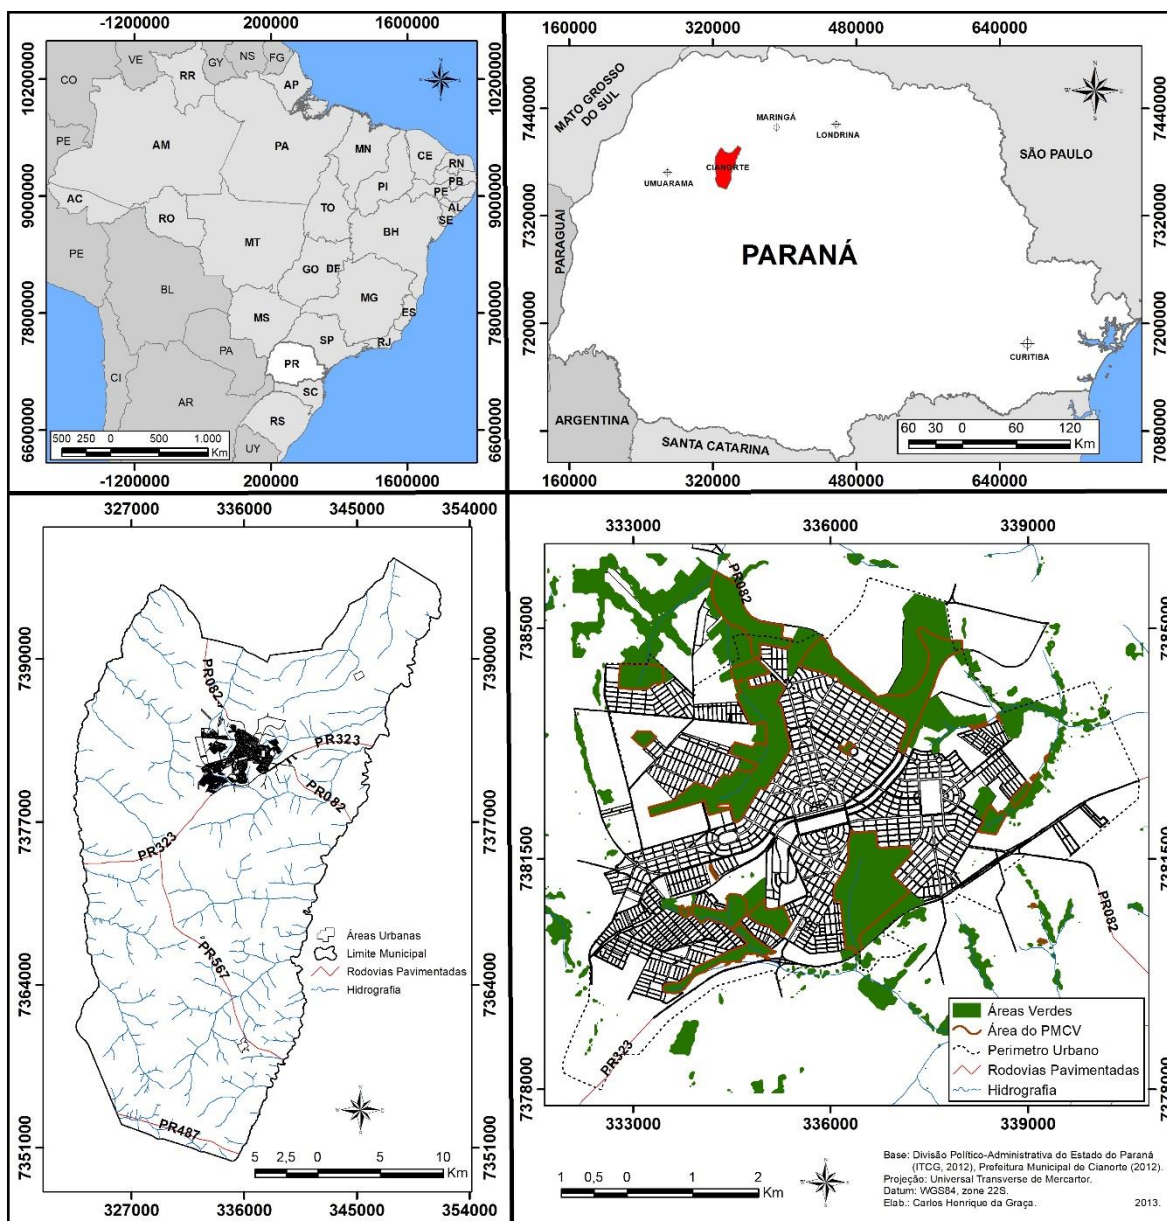 -1200000 200000 1600000
10200000
9000000
7800000
6600000
10200000
9000000
7800000
6600000
CO
VE
GY
NS
FG
RR
AP
PE
AM
PA
MN
CE
RN
PB
PE
AL
SE
PI
AC
RO
TO
BH
MT
PE
GO
DF
BL
MG
ES
MS
SP
RJ
PA
PR
CI
SC
AR
RS
UY
500 250 0 500 1.000
Km
-1200000 200000 1600000
160000 320000 480000 640000
7440000
7320000
7200000
7080000
7440000
7320000
7200000
7080000
MATO GROSSO
DO SUL
MARINGÁ
LONDRINA
SÃO PAULO
CIANORTE
UMUARAMA
PARAGUAI
PARANÁ
CURITIBA
ARGENTINA
SANTA CATARINA
60 30 0 60 120
Km
160000 320000 480000 640000
327000 336000 345000 354000
7390000
7377000
7364000
7351000
7390000
7377000
7364000
7351000
PR082
PR323
PR082
PR323
PR567
PR487
Áreas Urbanas
Limite Municipal
Rodovias Pavimentadas
Hidrografia
5 2,5 0 5 10
Km
327000 336000 345000 354000
333000 336000 339000
7385000
7381500
7378000
7385000
7381500
7378000
PR082
PR082
PR323
Áreas Verdes
Área do PMCV
Perimetro Urbano
Rodovias Pavimentadas
Hidrografia
333000 336000 339000
1 0,5 0 1 2
Km
Base: Divisão Político-Administrativa do Estado do Paraná
(ITCG, 2012), Prefeitura Municipal de Cianorte (2012).
Projeção: Universal Transverse de Mercartor.
Datum: WGS84, zone 22S.
Elab.: Carlos Henrique da Graça. 2013.